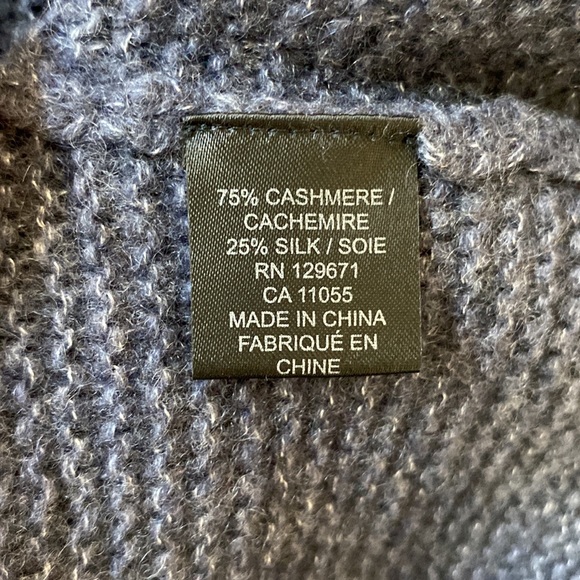 75% CASHMERE /
CACHEMIRE
25% SILK / SOIE
RN 129671
CA 11055
MADE IN CHINA
FABRIQUÉ EN
CHINE